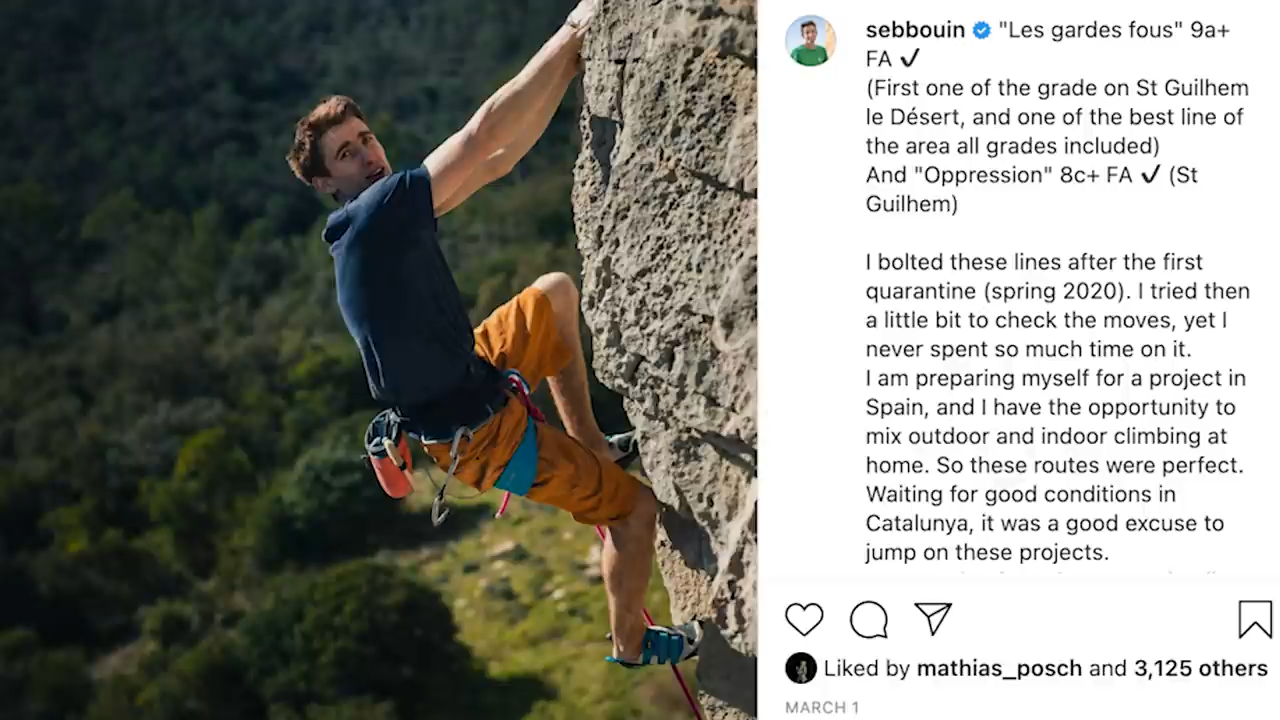 sebbouin "Les gardes fous" 9a+
FA ✔
(First one of the grade on St Guilhem
le Désert, and one of the best line of
the area all grades included)
And "Oppression" 8c+ FA ✔ (St
Guilhem)
I bolted these lines after the first
quarantine (spring 2020). I tried then
a little bit to check the moves, yet I
never spent so much time on it.
I am preparing myself for a project in
Spain, and I have the opportunity to
mix outdoor and indoor climbing at
home. So these routes were perfect.
Waiting for good conditions in
Catalunya, it was a good excuse to
jump on these projects.
Liked by mathias_posch and 3,125 others
MARCH 1